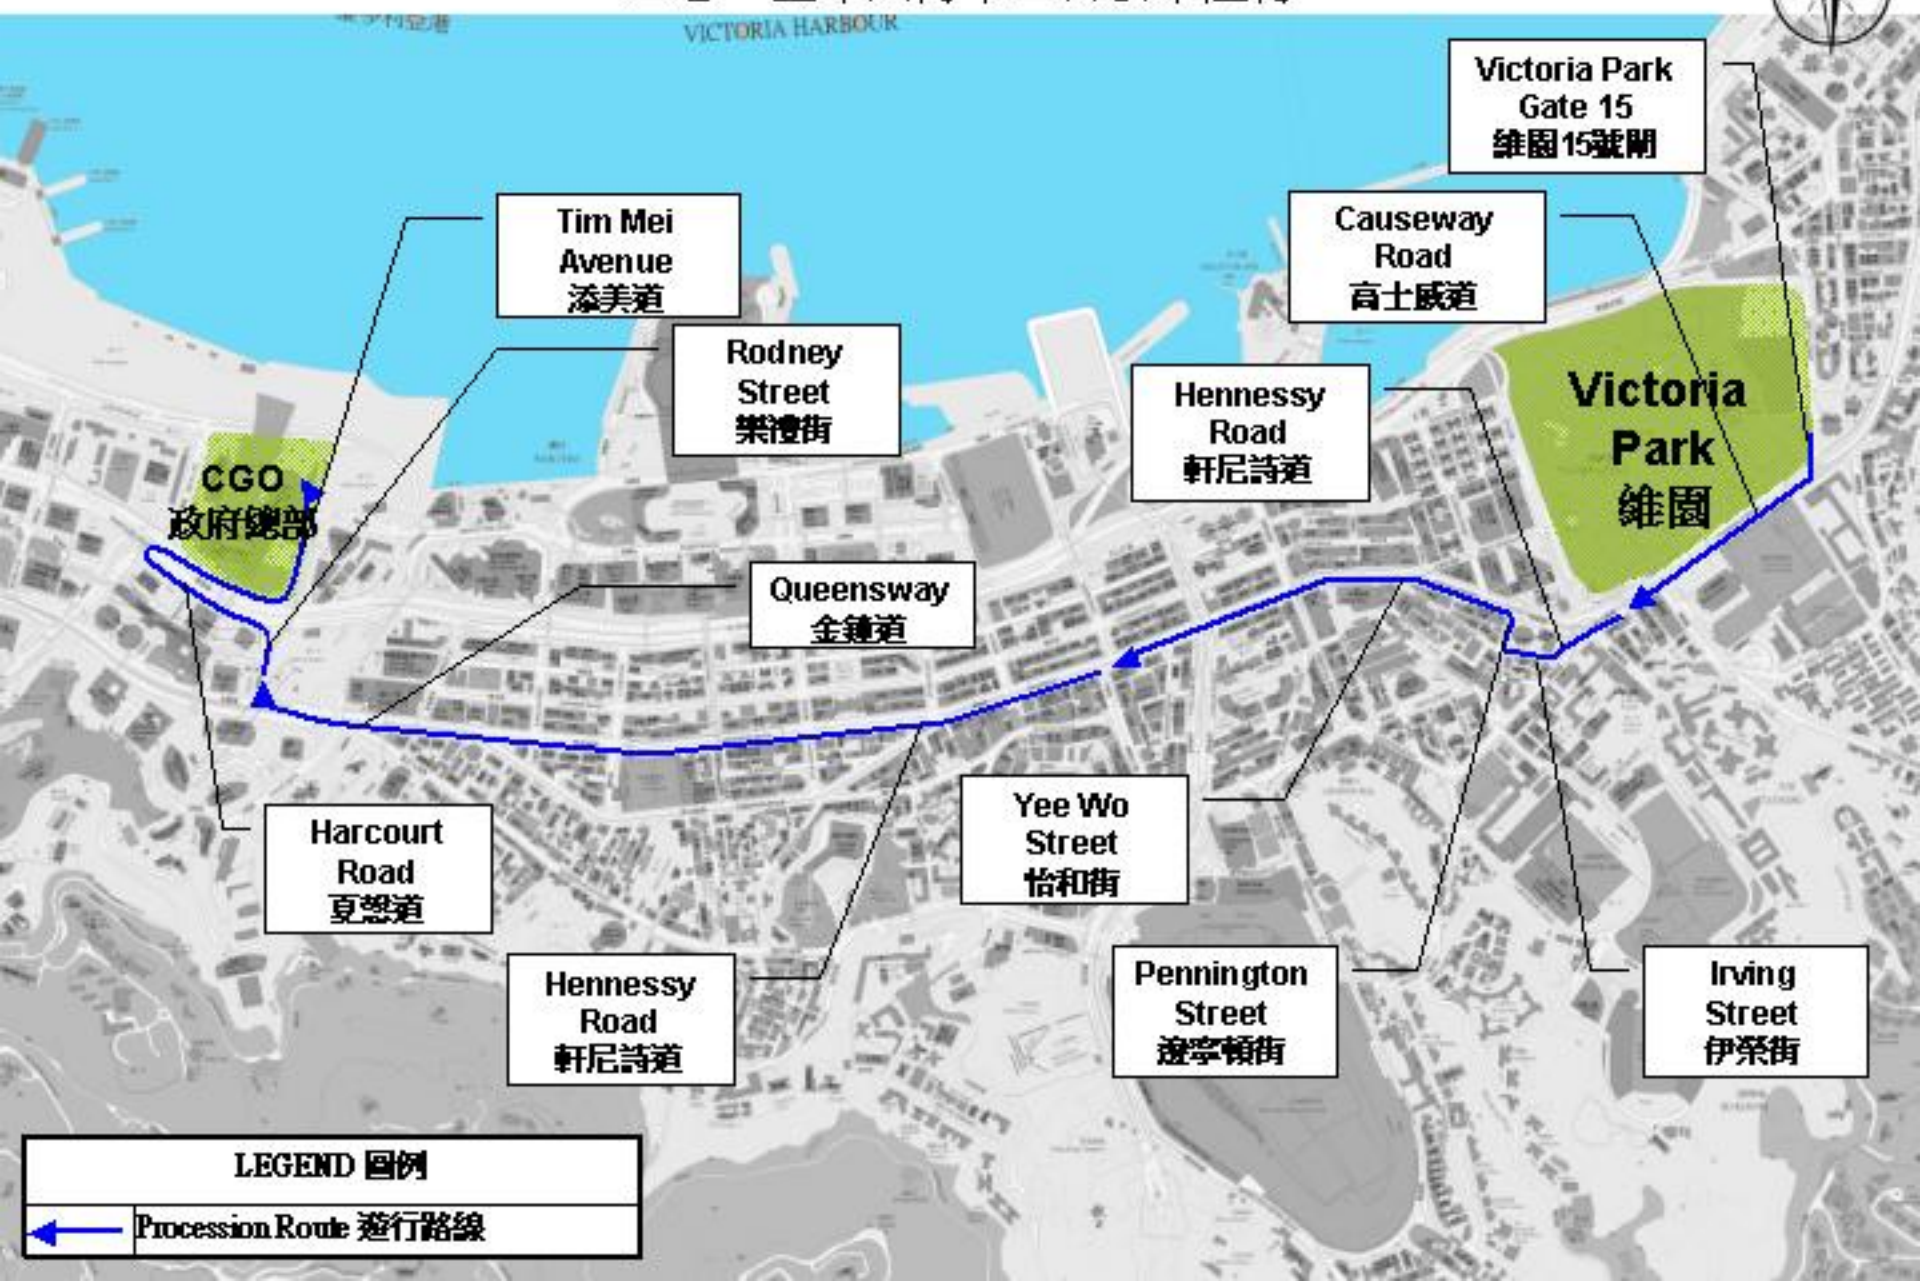 VICTORIA HARBOUR
Victoria Park
Gate 15
維園15號閘
Tim Mei
Avenue
添美道
Causeway
Road
高士威道
Rodney
Street
樂禮街
Hennessy
Road
軒尼詩道
Victoria
Park
維園
CGO
政府總部
Queensway
金鐘道
Harcourt
Road
夏慤道
Yee Wo
Street
怡和街
Hennessy
Road
軒尼詩道
Pennington
Street
邊寧頓街
Irving
Street
伊榮街
LEGEND 圖例
Procession Route 遊行路線